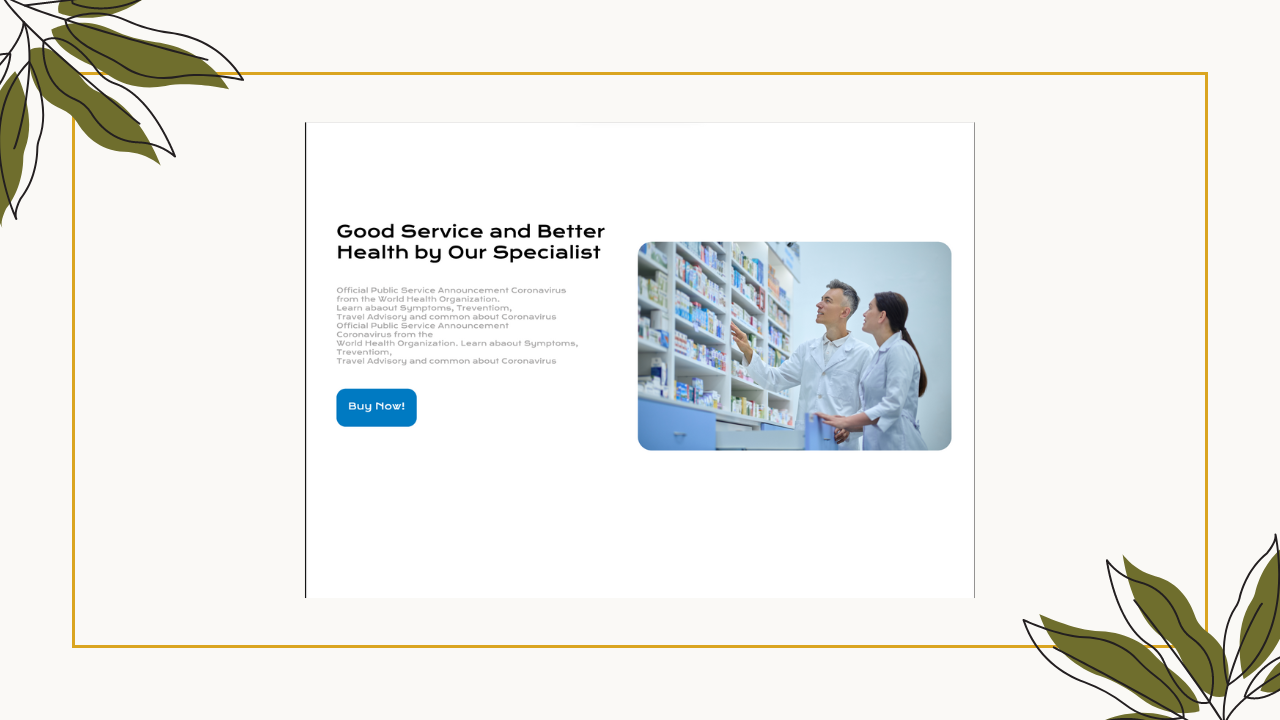 Good Service and Better
Health by Our Specialist
Official Public Service Announcement Coronavirus
from the World Health Organization.
Learn abaout Symptoms, Treventiom,
Travel Advisory and common about Coronavirus
Official Public Service Announcement
Coronavirus from the
World Health Organization. Learn abaout Symptoms,
Treventiom,
Travel Advisory and common about Coronavirus
Buy Now!